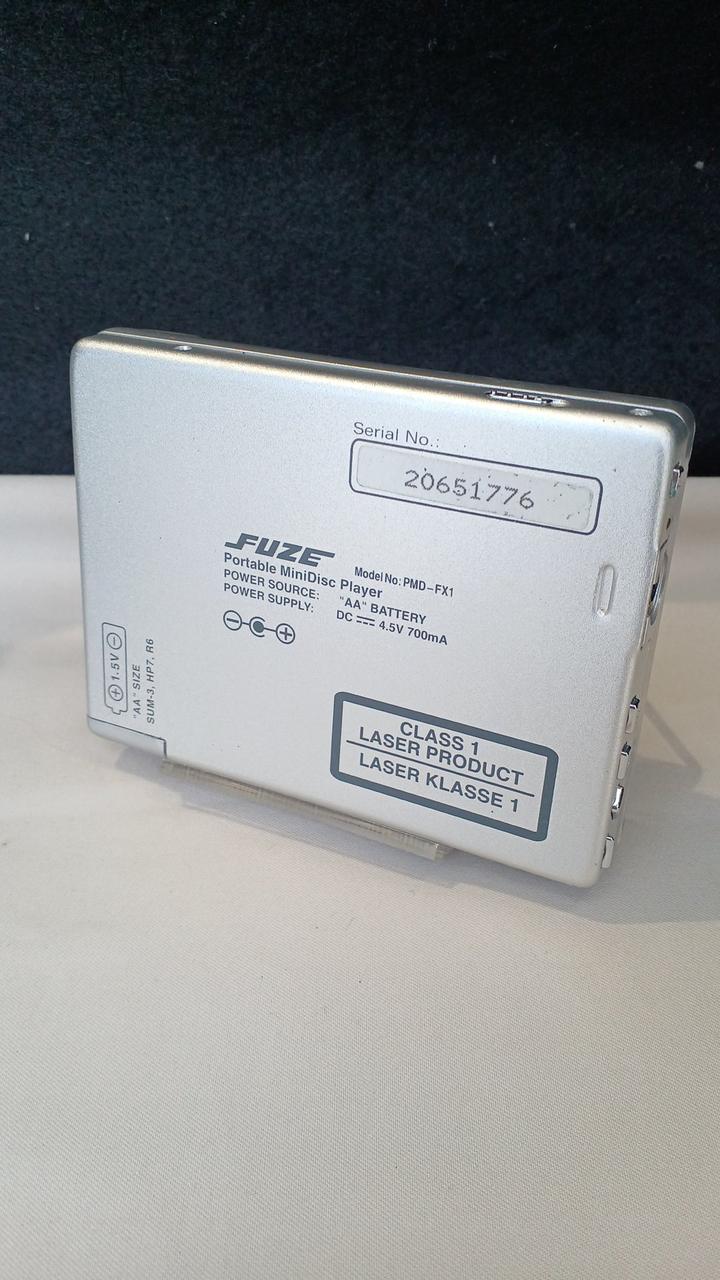 Serial No.:
20651776
FUZE
Portable MiniDisc Player Model No: PMD-FX1
POWER SOURCE: "AA" BATTERY
POWER SUPPLY: DC ⎓ 4.5V 700mA
1.5V
"AA" SIZE
SUM-3, HP7, R6
CLASS 1
LASER PRODUCT
LASER KLASSE 1